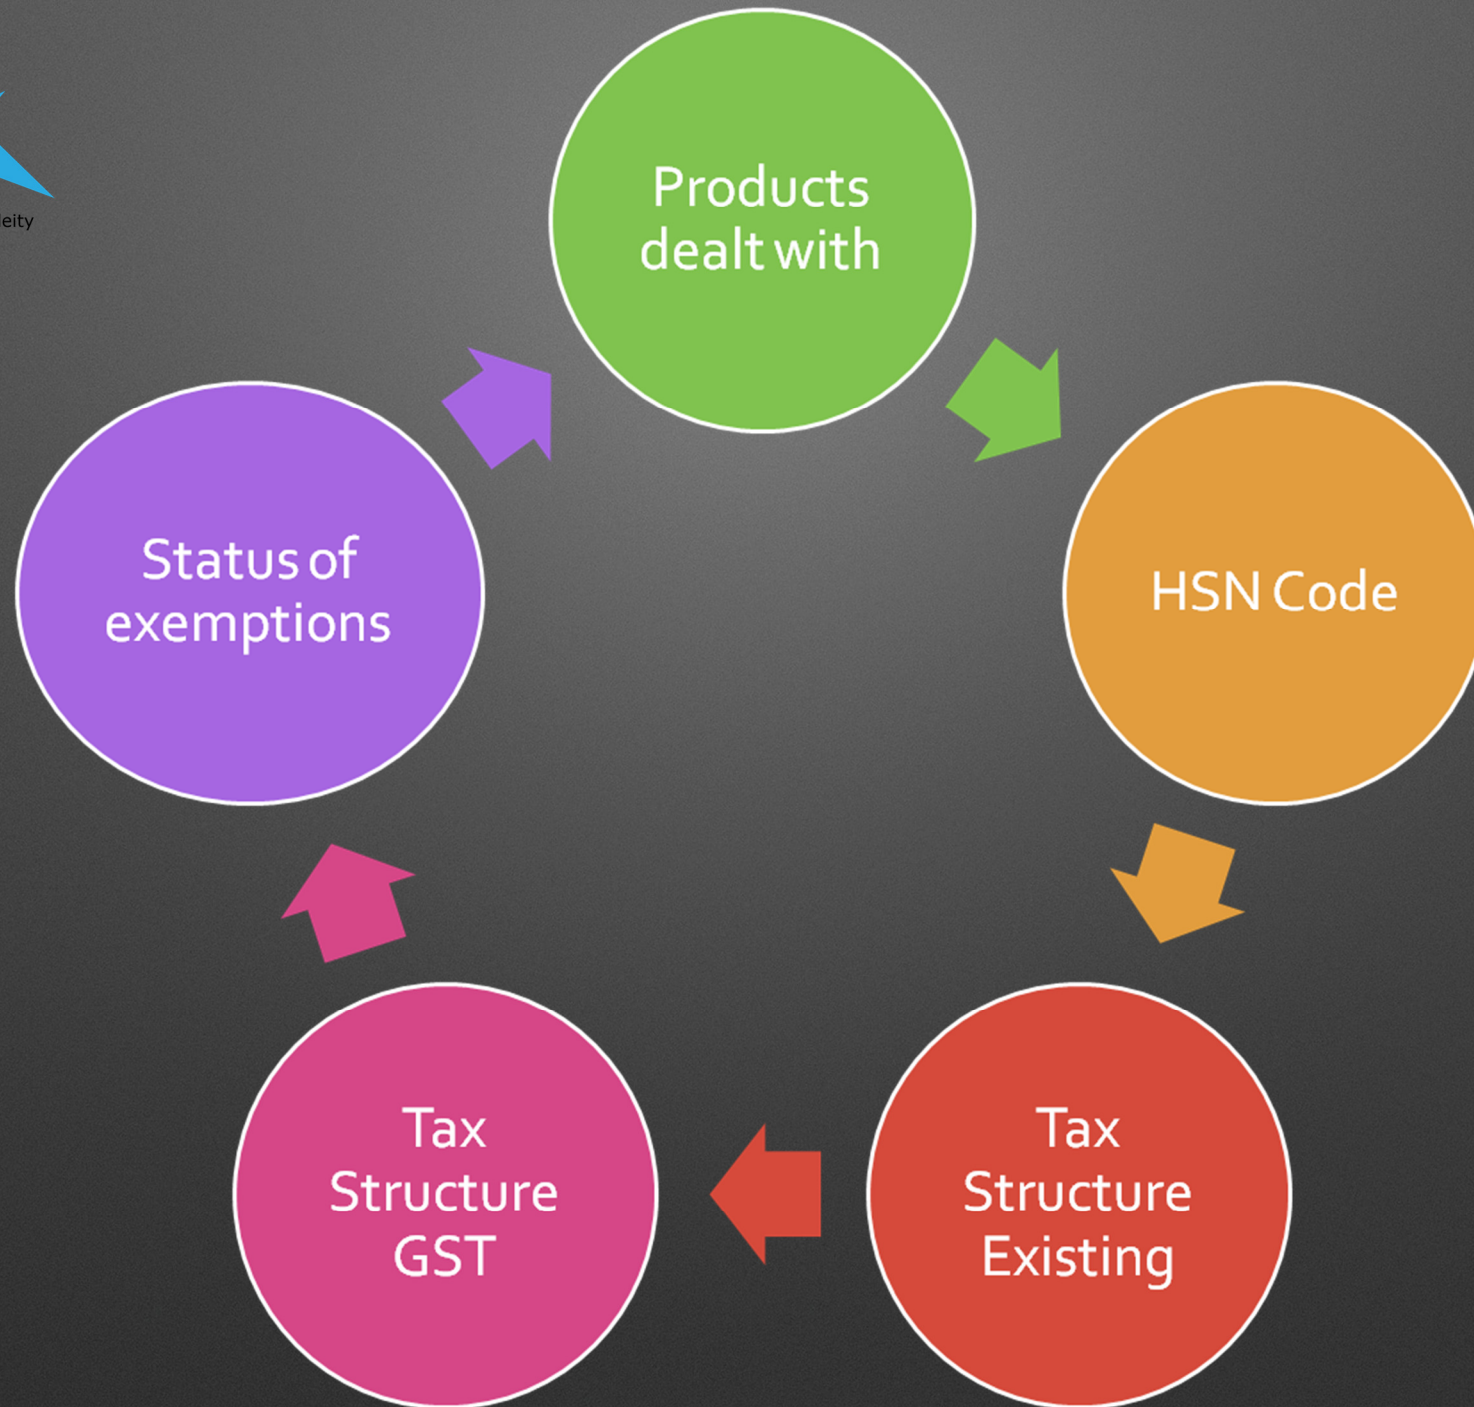 Products
dealt with
HSN Code
Tax
Structure
Existing
Tax
Structure
GST
Status of
exemptions